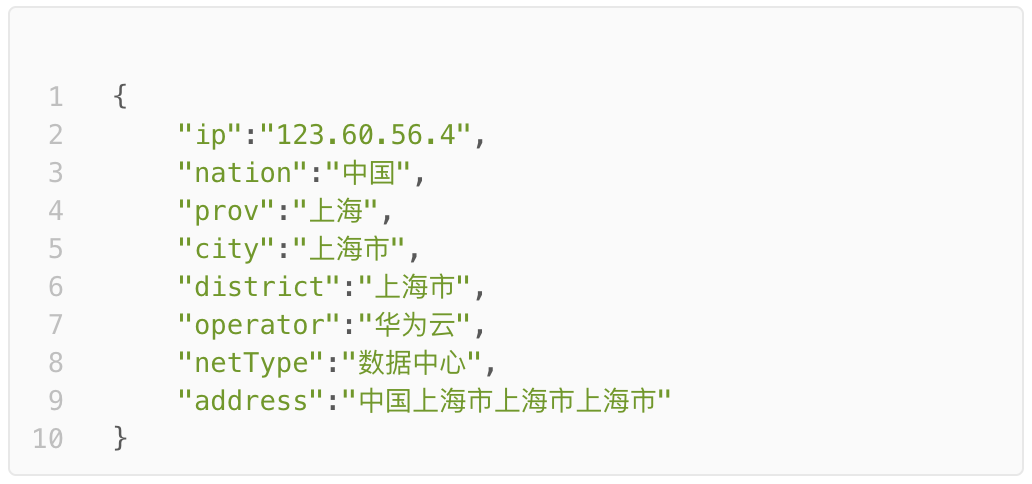 1 {
2 "ip":"123.60.56.4",
3 "nation":"中国",
4 "prov":"上海",
5 "city":"上海市",
6 "district":"上海市",
7 "operator":"华为云",
8 "netType":"数据中心",
9 "address":"中国上海市上海市上海市"
10 }